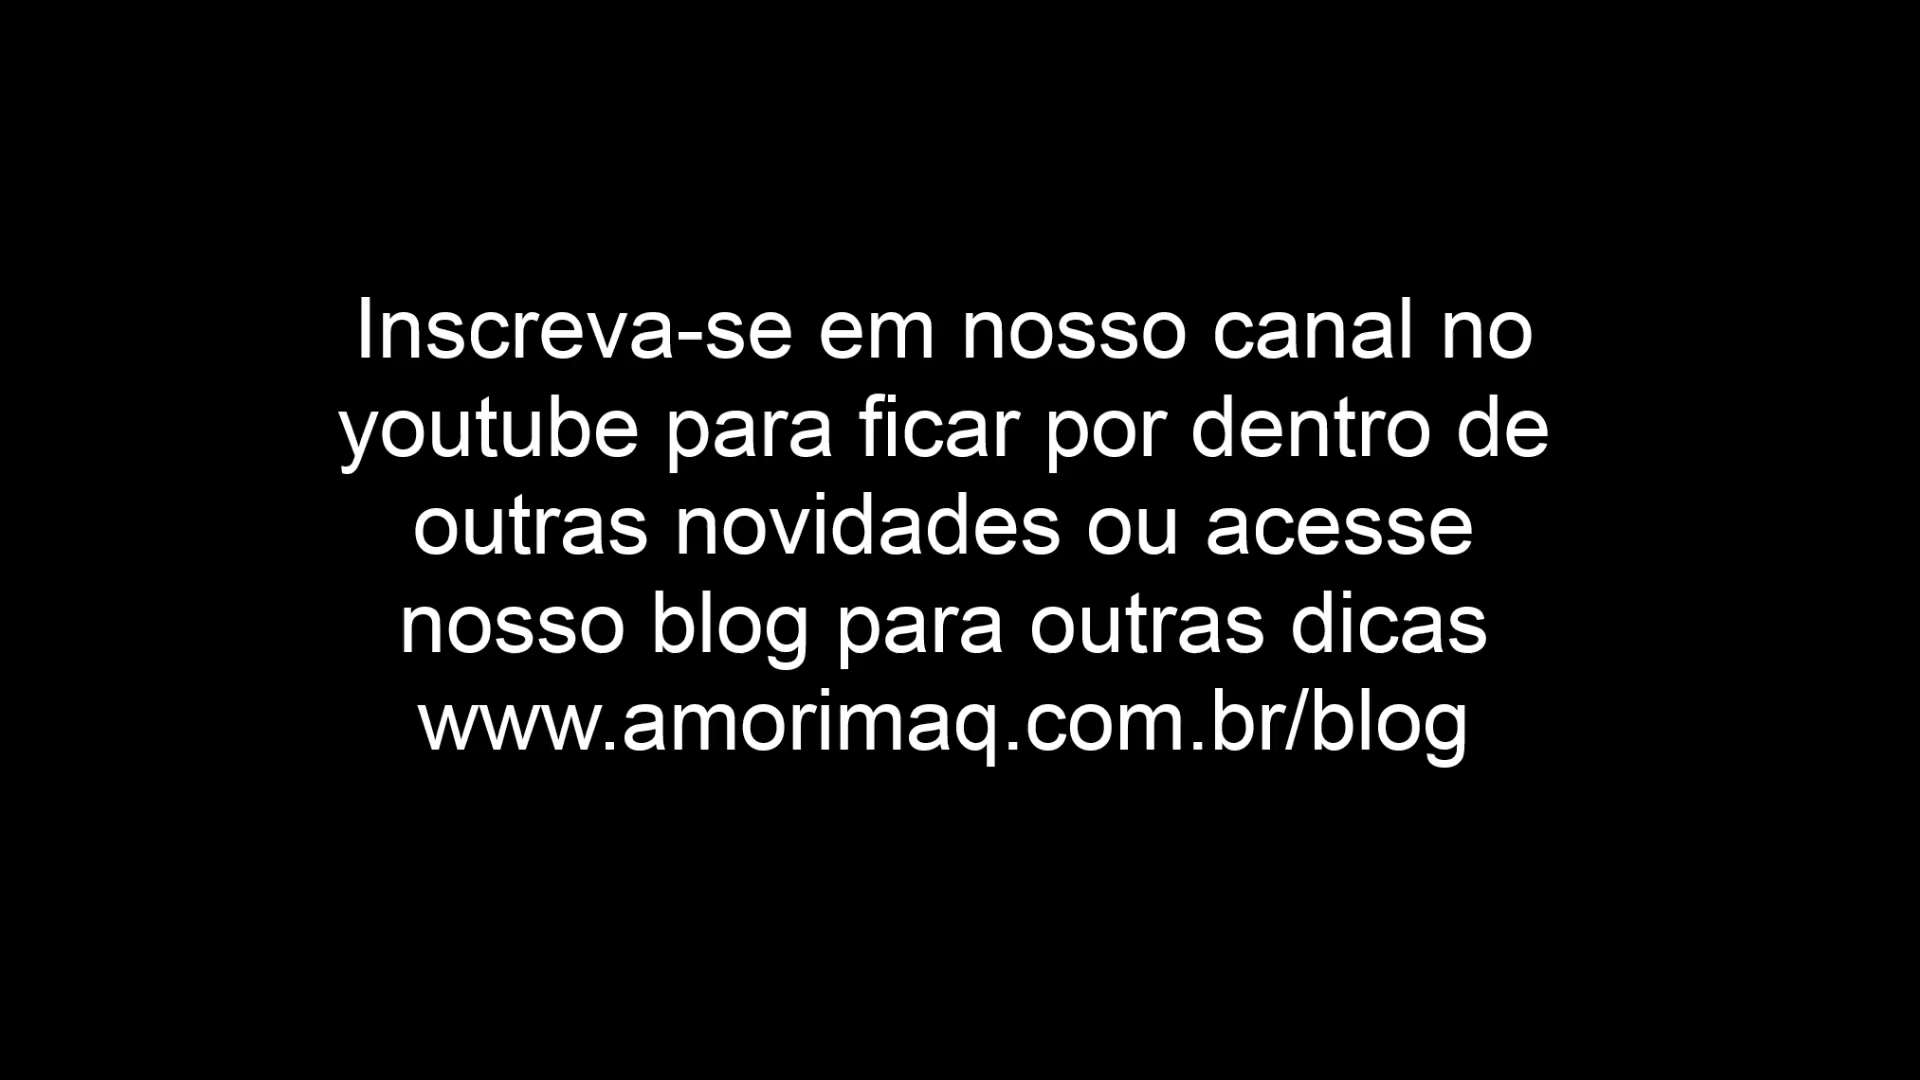 Inscreva-se em nosso canal no
youtube para ficar por dentro de
outras novidades ou acesse
nosso blog para outras dicas
www.amorimaq.com.br/blog